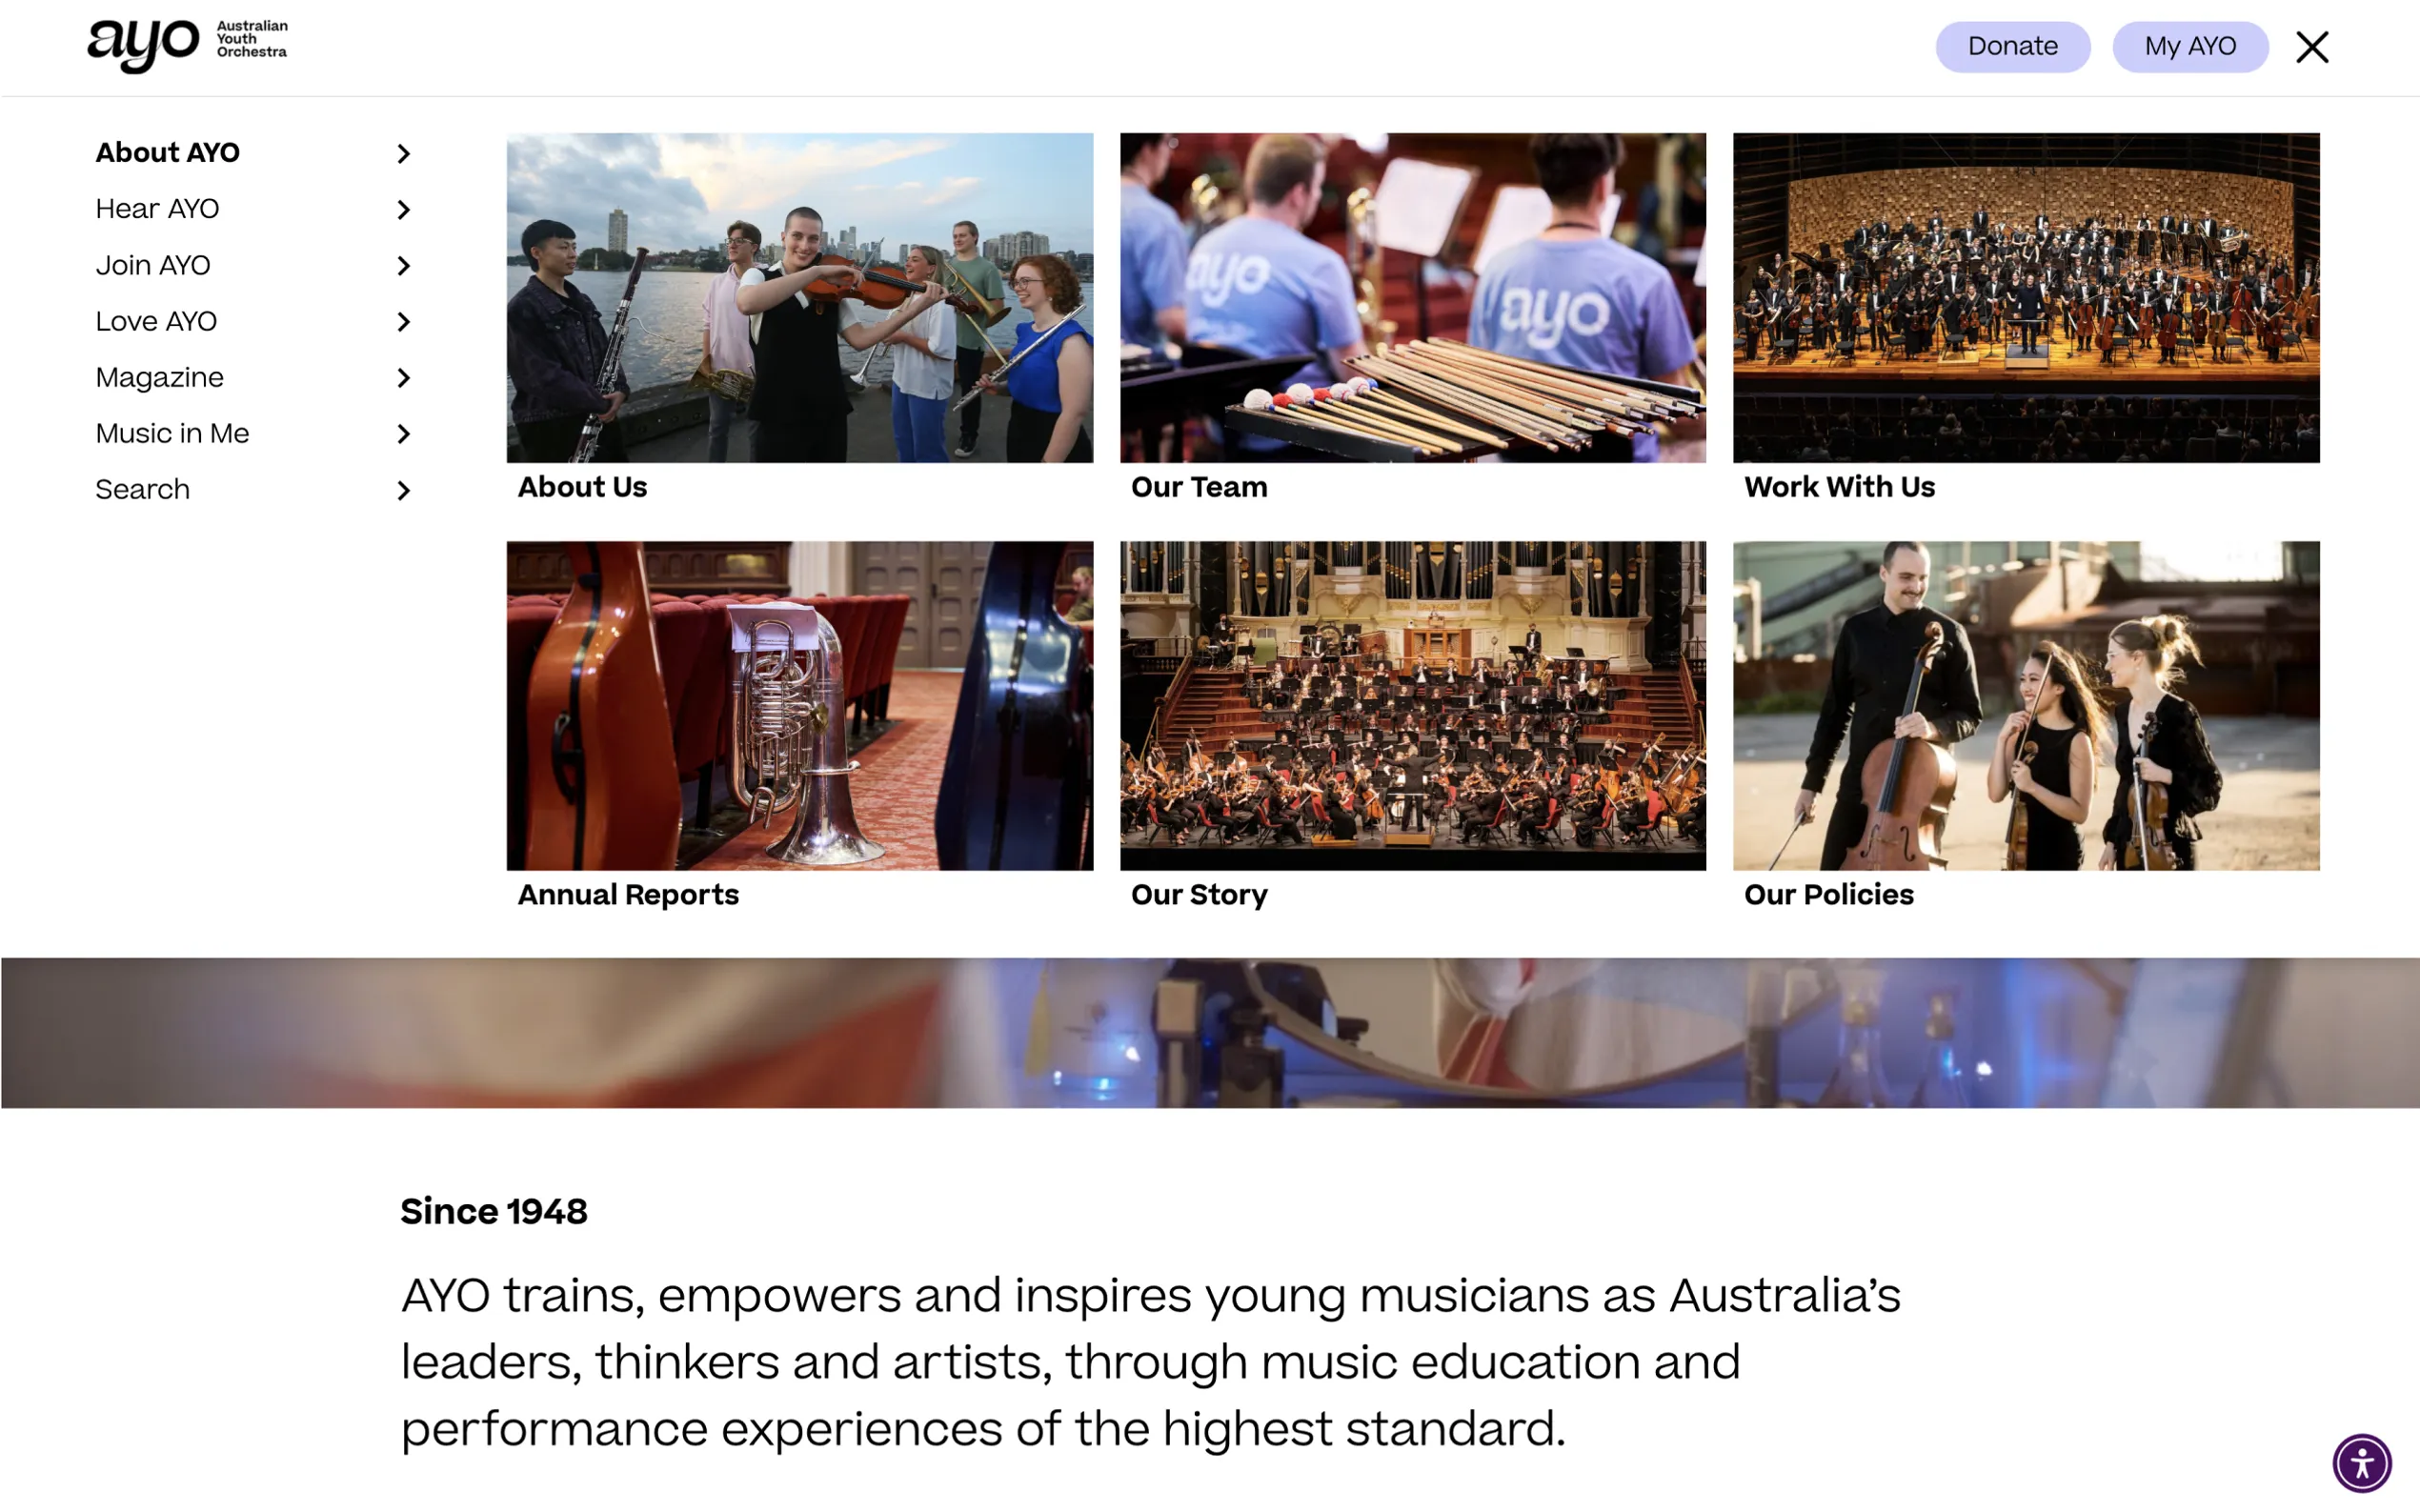 ayo
Australian
Youth
Orchestra
Donate
My AYO
About AYO
Hear AYO
Join AYO
Love AYO
Magazine
Music in Me
Search
ayo
ayo
About Us
Our Team
Work With Us
Annual Reports
Our Story
Our Policies
Since 1948
AYO trains, empowers and inspires young musicians as Australia’s
leaders, thinkers and artists, through music education and
performance experiences of the highest standard.